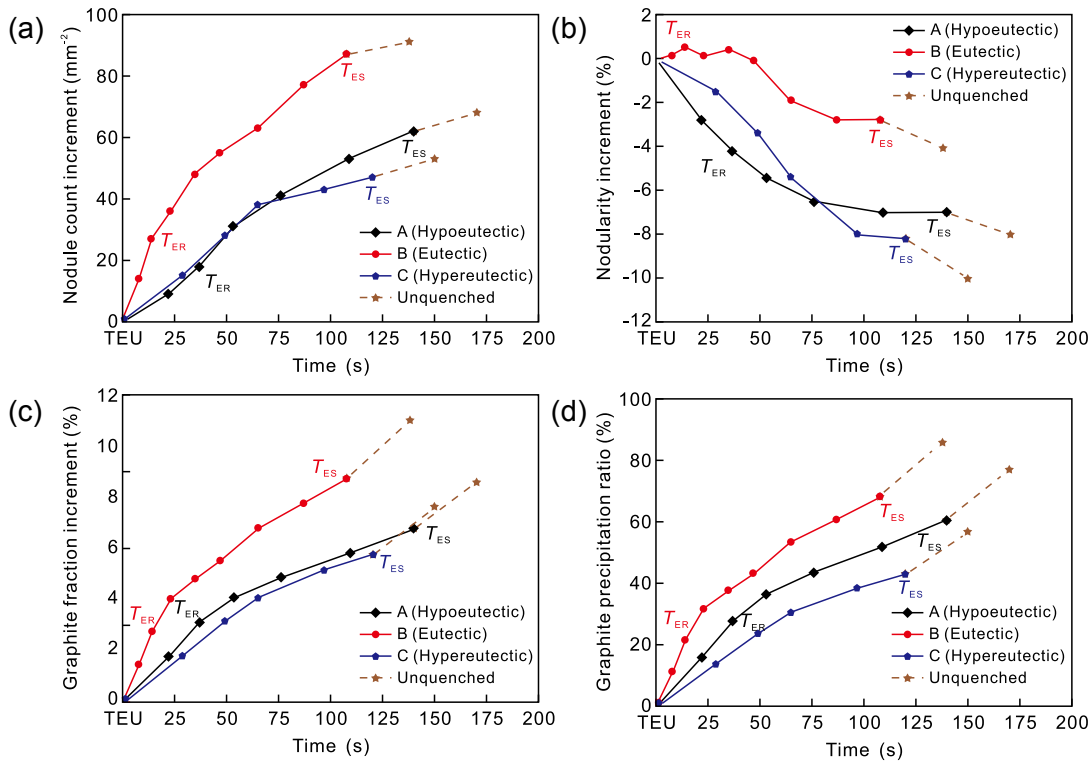 (a)
Nodule count increment (mm⁻²)
100
80
60
40
20
0
TEU 25 50 75 100 125 150 175 200
Time (s)
T_ER
T_ES
T_ER
T_ES
T_ES
A (Hypoeutectic)
B (Eutectic)
C (Hypereutectic)
Unquenched
(b)
Nodularity increment (%)
2
0
-2
-4
-6
-8
-10
-12
TEU 25 50 75 100 125 150 175 200
Time (s)
T_ER
T_ER
T_ES
T_ES
T_ES
A (Hypoeutectic)
B (Eutectic)
C (Hypereutectic)
Unquenched
(c)
Graphite fraction increment (%)
12
10
8
6
4
2
0
TEU 25 50 75 100 125 150 175 200
Time (s)
T_ES
T_ER
T_ER
T_ES
T_ES
A (Hypoeutectic)
B (Eutectic)
C (Hypereutectic)
Unquenched
(d)
Graphite precipitation ratio (%)
100
80
60
40
20
0
TEU 25 50 75 100 125 150 175 200
Time (s)
T_ES
T_ES
T_ER
T_ER
T_ES
A (Hypoeutectic)
B (Eutectic)
C (Hypereutectic)
Unquenched